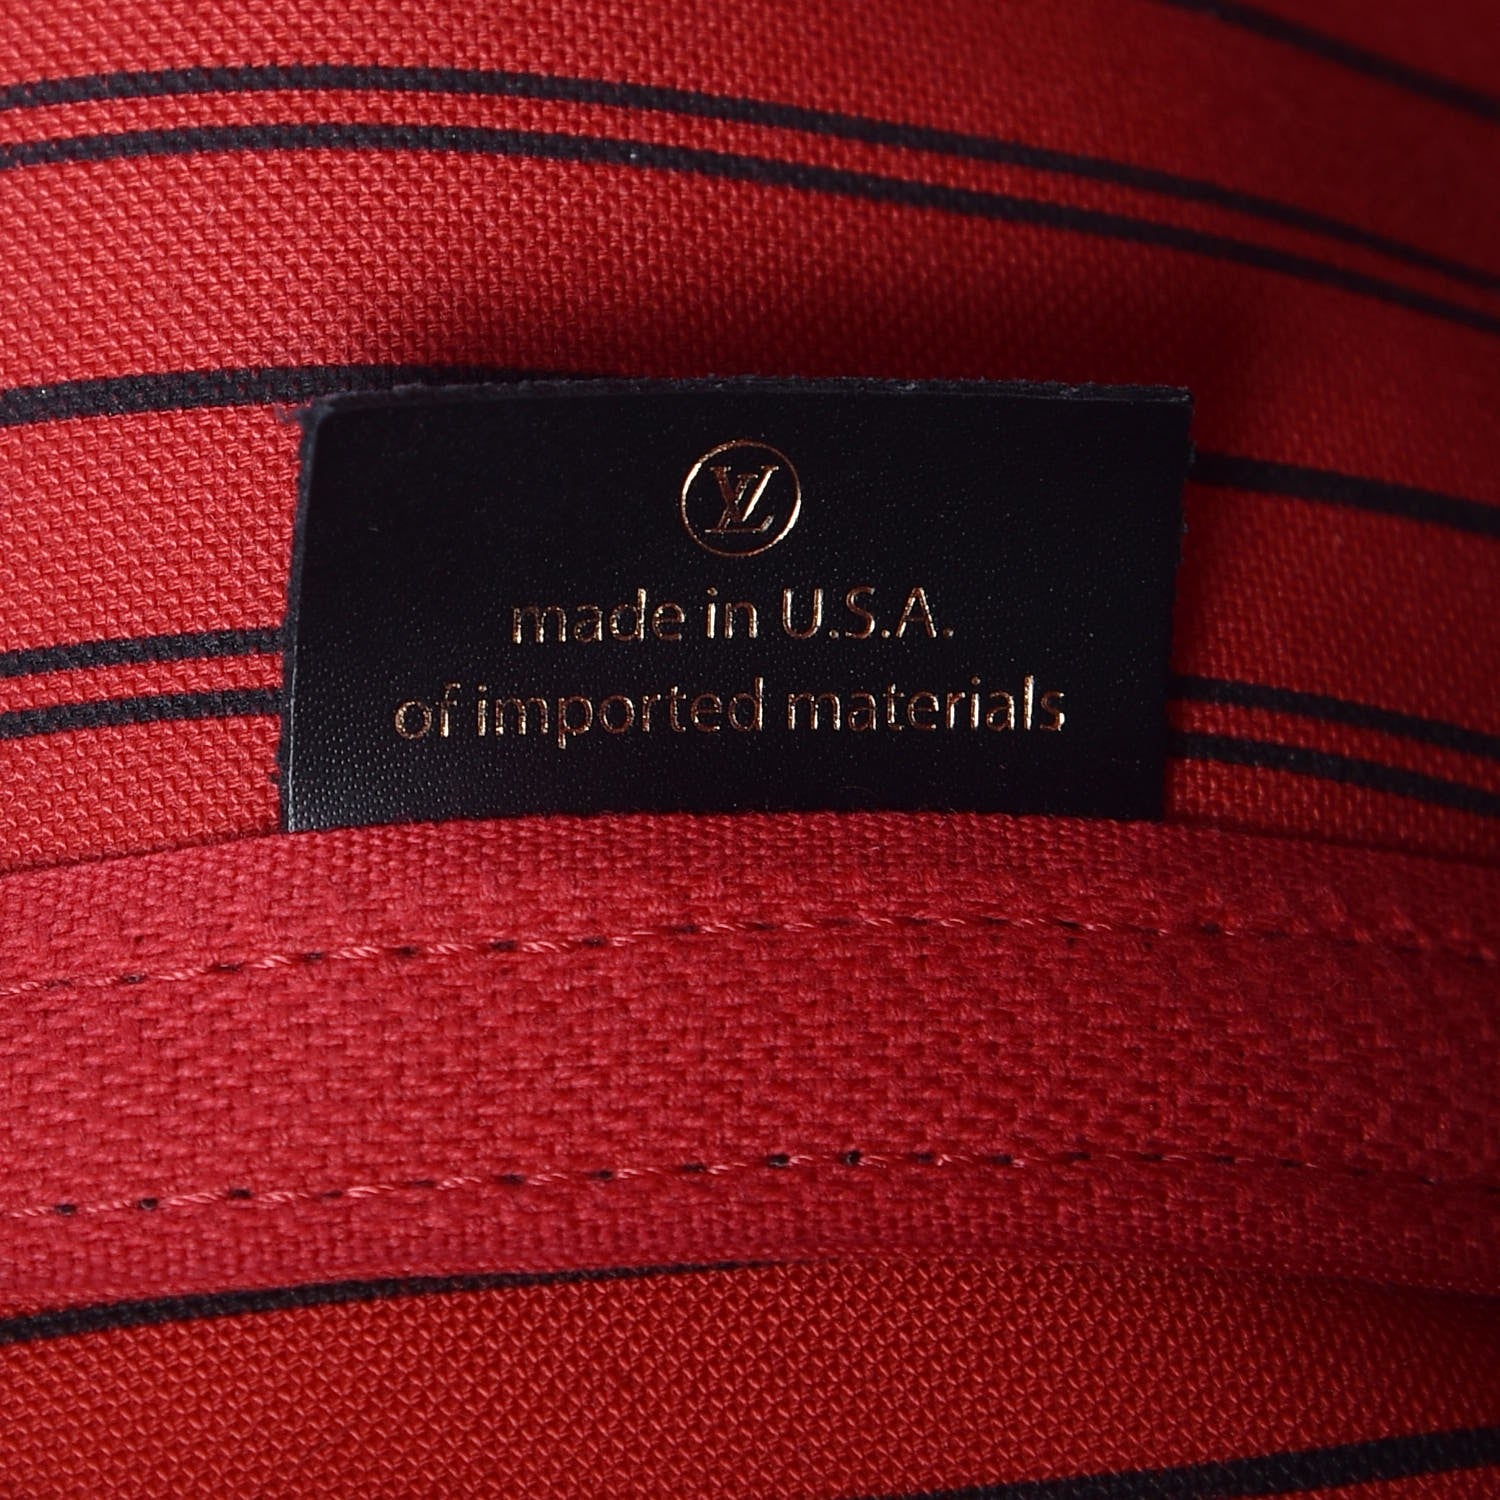 LV
made in U.S.A.
of imported materials